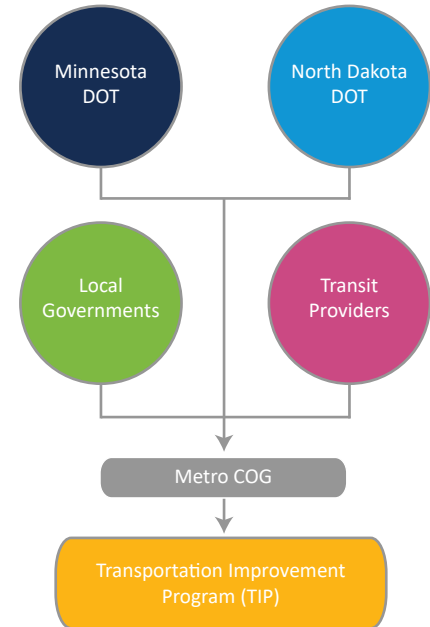 Minnesota
DOT
North Dakota
DOT
Local
Governments
Transit
Providers
Metro COG
Transportation Improvement
Program (TIP)